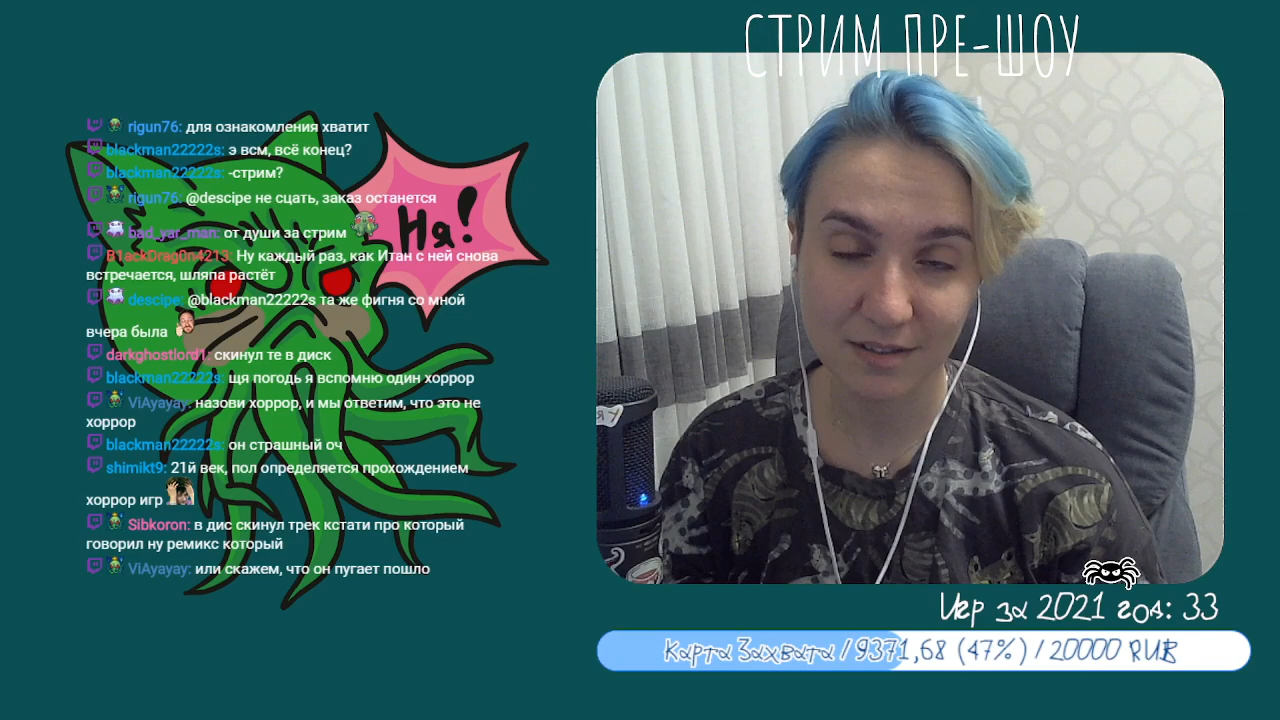 СТРИМ ПРЕ-ШОУ
rigun76: для ознакомления хватит
blackman22222s: э всм, всё конец?
blackman22222s: -стрим?
rigun76: @descipe не сцать, заказ останется
bad_yar_man: от души за стрим
Ня!
B1ackDrag0n4213: Ну каждый раз, как Итан с ней снова
встречается, шляпа растёт
descipe: @blackman22222s та же фигня со мной
вчера была
darkghostlord1: скинул те в диск
blackman22222s: щя погодь я вспомню один хоррор
ViAyayay: назови хоррор, и мы ответим, что это не
хоррор
blackman22222s: он страшный оч
shimikt9: 21й век, пол определяется прохождением
хоррор игр
Sibkoron: в дис скинул трек кстати про который
говорил ну ремикс который
ViAyayay: или скажем, что он пугает пошло
Игр за 2021 год: 33
Карта Захвата / 9371,68 (47%) / 20000 RUB